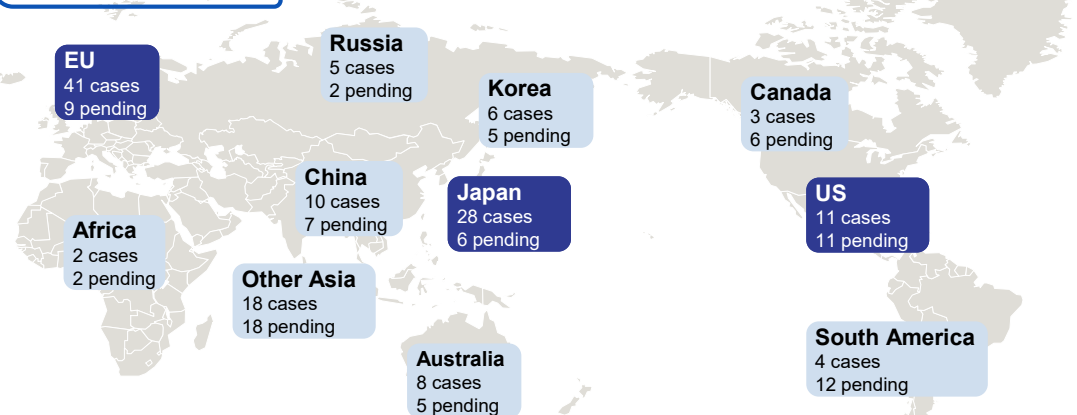 EU
41 cases
9 pending
Russia
5 cases
2 pending
Korea
6 cases
5 pending
Canada
3 cases
6 pending
China
10 cases
7 pending
Japan
28 cases
6 pending
US
11 cases
11 pending
Africa
2 cases
2 pending
Other Asia
18 cases
18 pending
South America
4 cases
12 pending
Australia
8 cases
5 pending